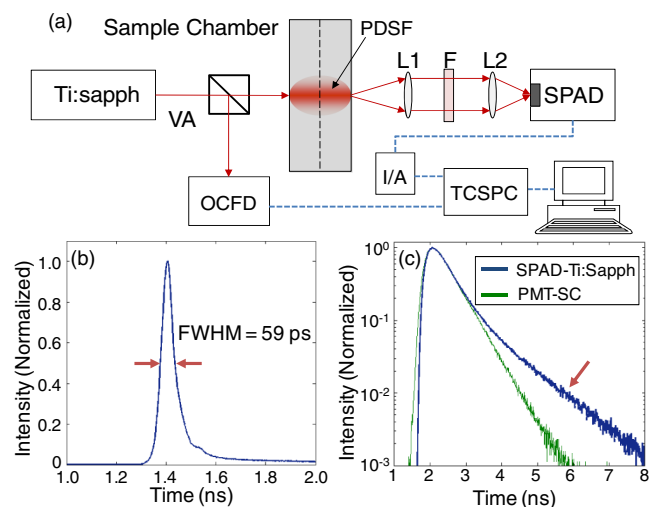 (a)
Sample Chamber
PDSF
L1 F L2
Ti:sapph
SPAD
VA
I/A
OCFD
TCSPC
(b)
FWHM = 59 ps
Intensity (Normalized)
1.0
0.8
0.6
0.4
0.2
0
1.0 1.2 1.4 1.6 1.8 2.0
Time (ns)
(c)
SPAD-Ti:Sapph
PMT-SC
Intensity (Normalized)
10^0
10^-1
10^-2
10^-3
1 2 3 4 5 6 7 8
Time (ns)